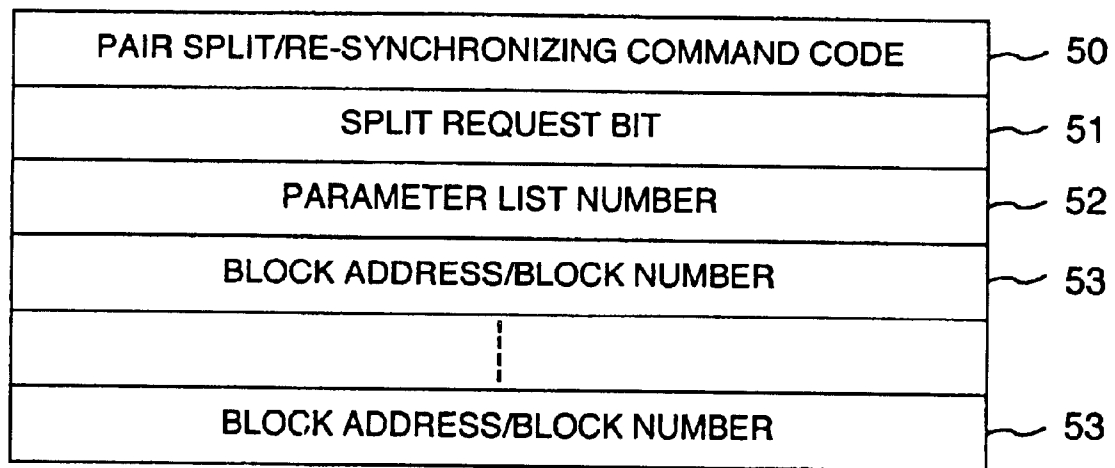 PAIR SPLIT/RE-SYNCHRONIZING COMMAND CODE 50
SPLIT REQUEST BIT 51
PARAMETER LIST NUMBER 52
BLOCK ADDRESS/BLOCK NUMBER 53
BLOCK ADDRESS/BLOCK NUMBER 53